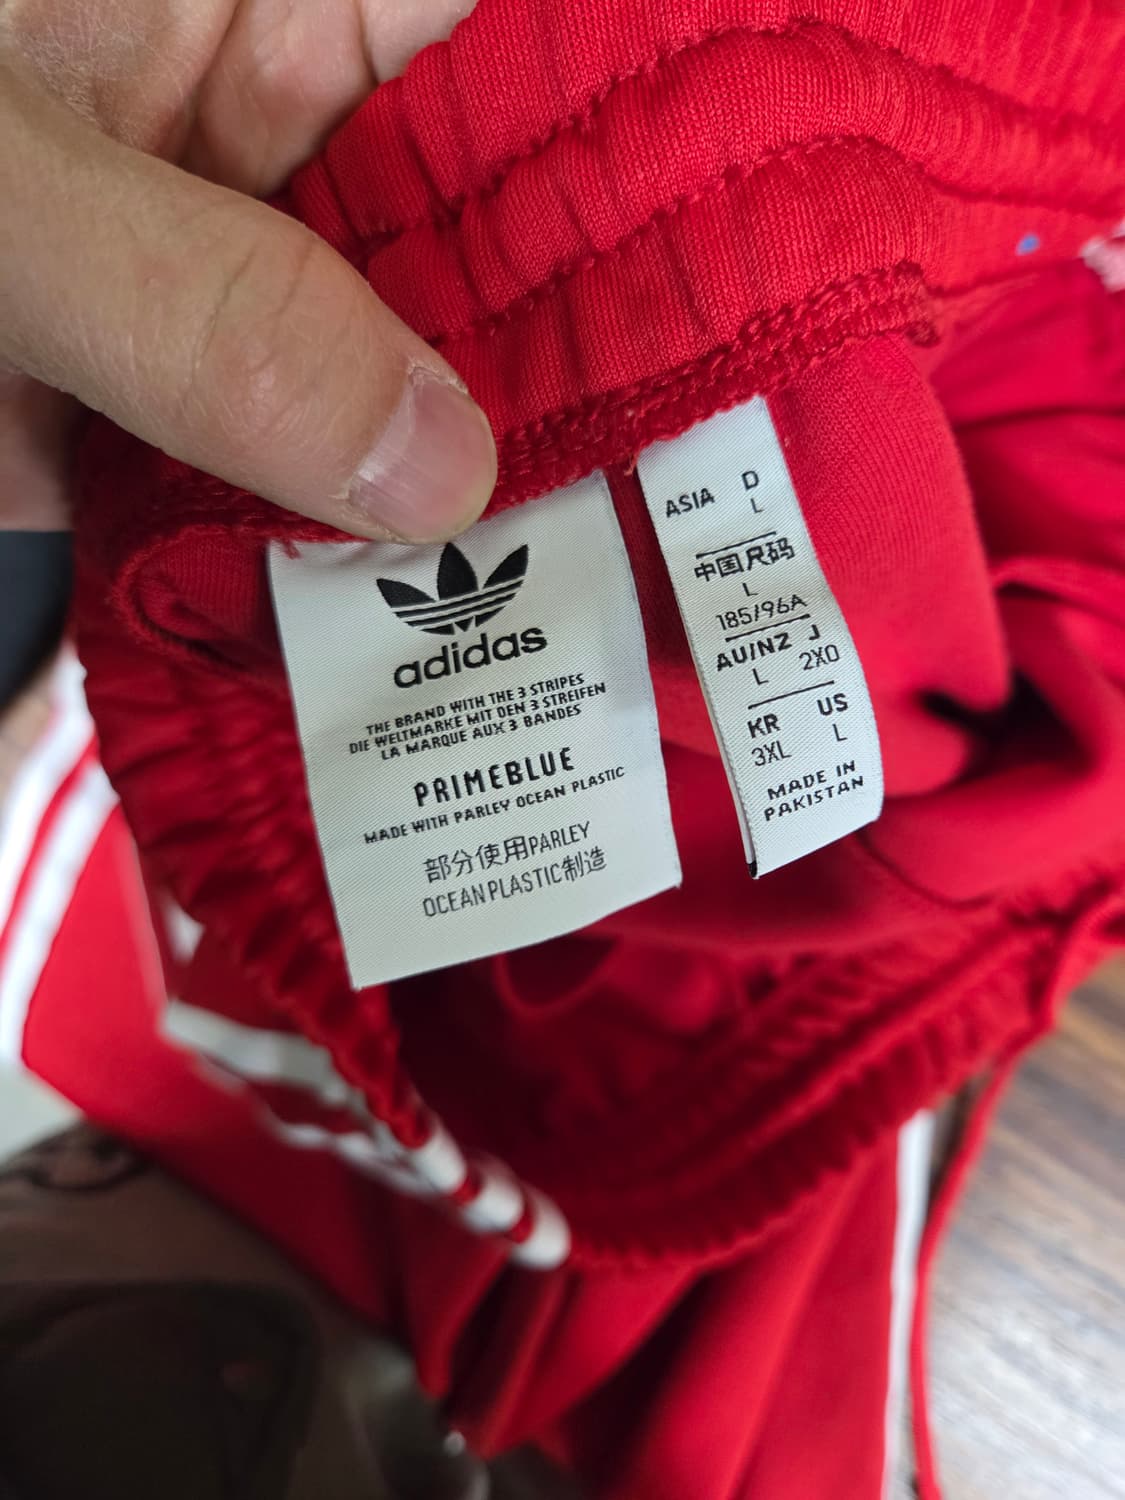 adidas
THE BRAND WITH THE 3 STRIPES
DIE WELTMARKE MIT DEN 3 STREIFEN
LA MARQUE AUX 3 BANDES
PRIMEBLUE
MADE WITH PARLEY OCEAN PLASTIC
部分使用PARLEY
OCEAN PLASTIC制造
ASIA D
L
中国尺码
L
185/96A
AU/NZ J
L 2XO
KR US
3XL L
MADE IN
PAKISTAN